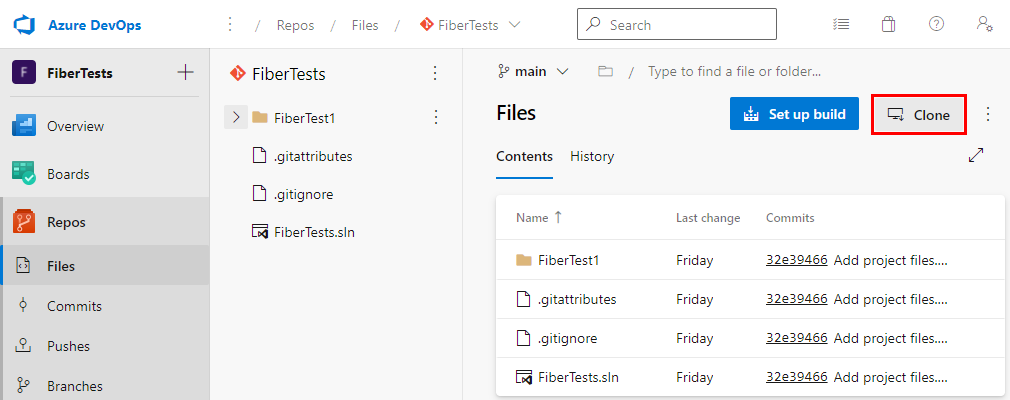 Azure DevOps / Repos / Files / FiberTests Search
F FiberTests
Overview
Boards
Repos
Files
Commits
Pushes
Branches
FiberTests
FiberTest1
.gitattributes
.gitignore
FiberTests.sln
main / Type to find a file or folder...
Files Set up build Clone
Contents History
Name ↑ Last change Commits
FiberTest1 Friday 32e39466 Add project files....
.gitattributes Friday 32e39466 Add project files....
.gitignore Friday 32e39466 Add project files....
FiberTests.sln Friday 32e39466 Add project files....